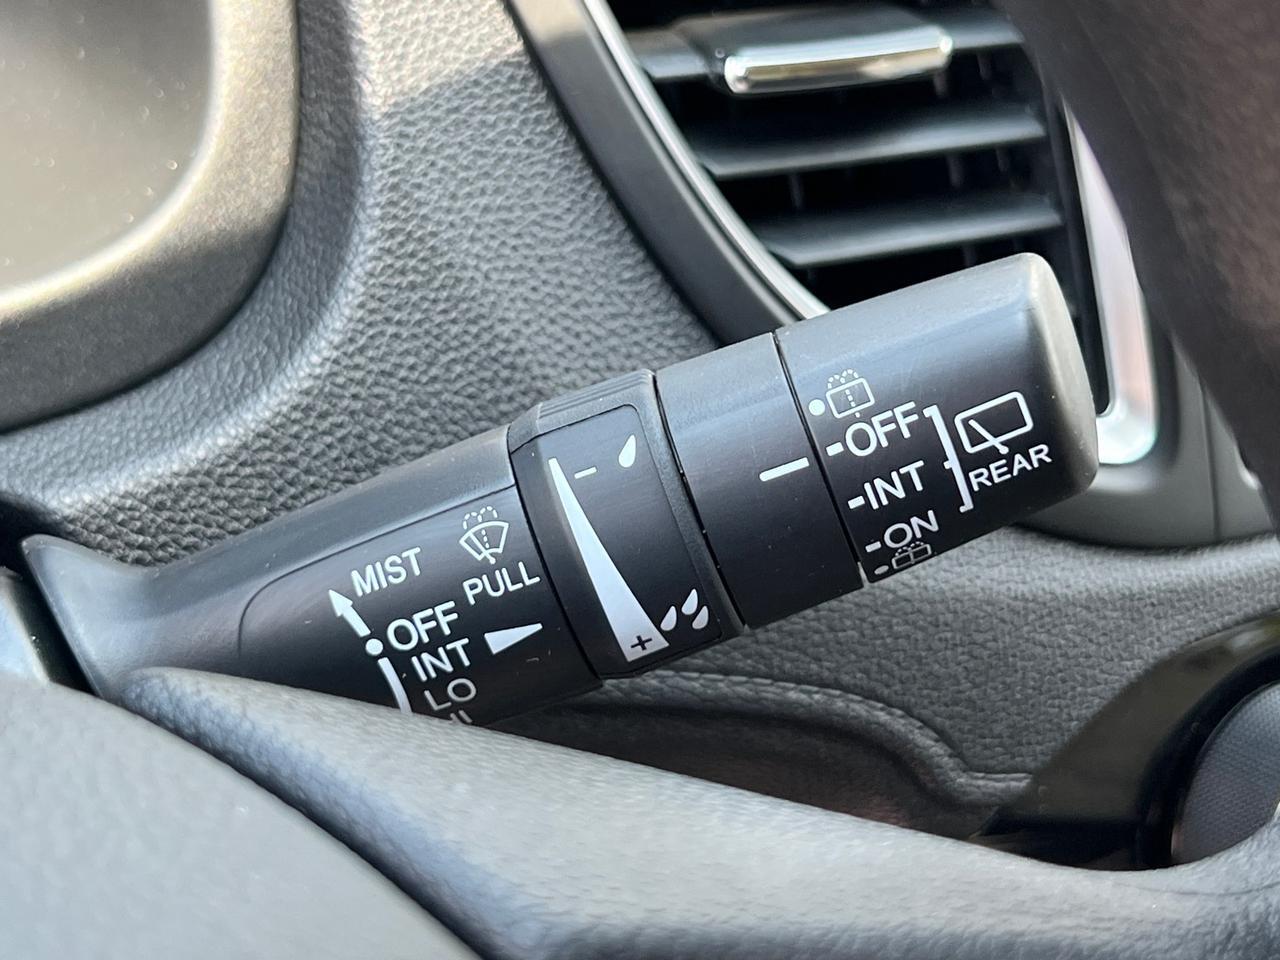 MIST
PULL
OFF
INT
LO
- 
+
OFF
INT
ON
REAR